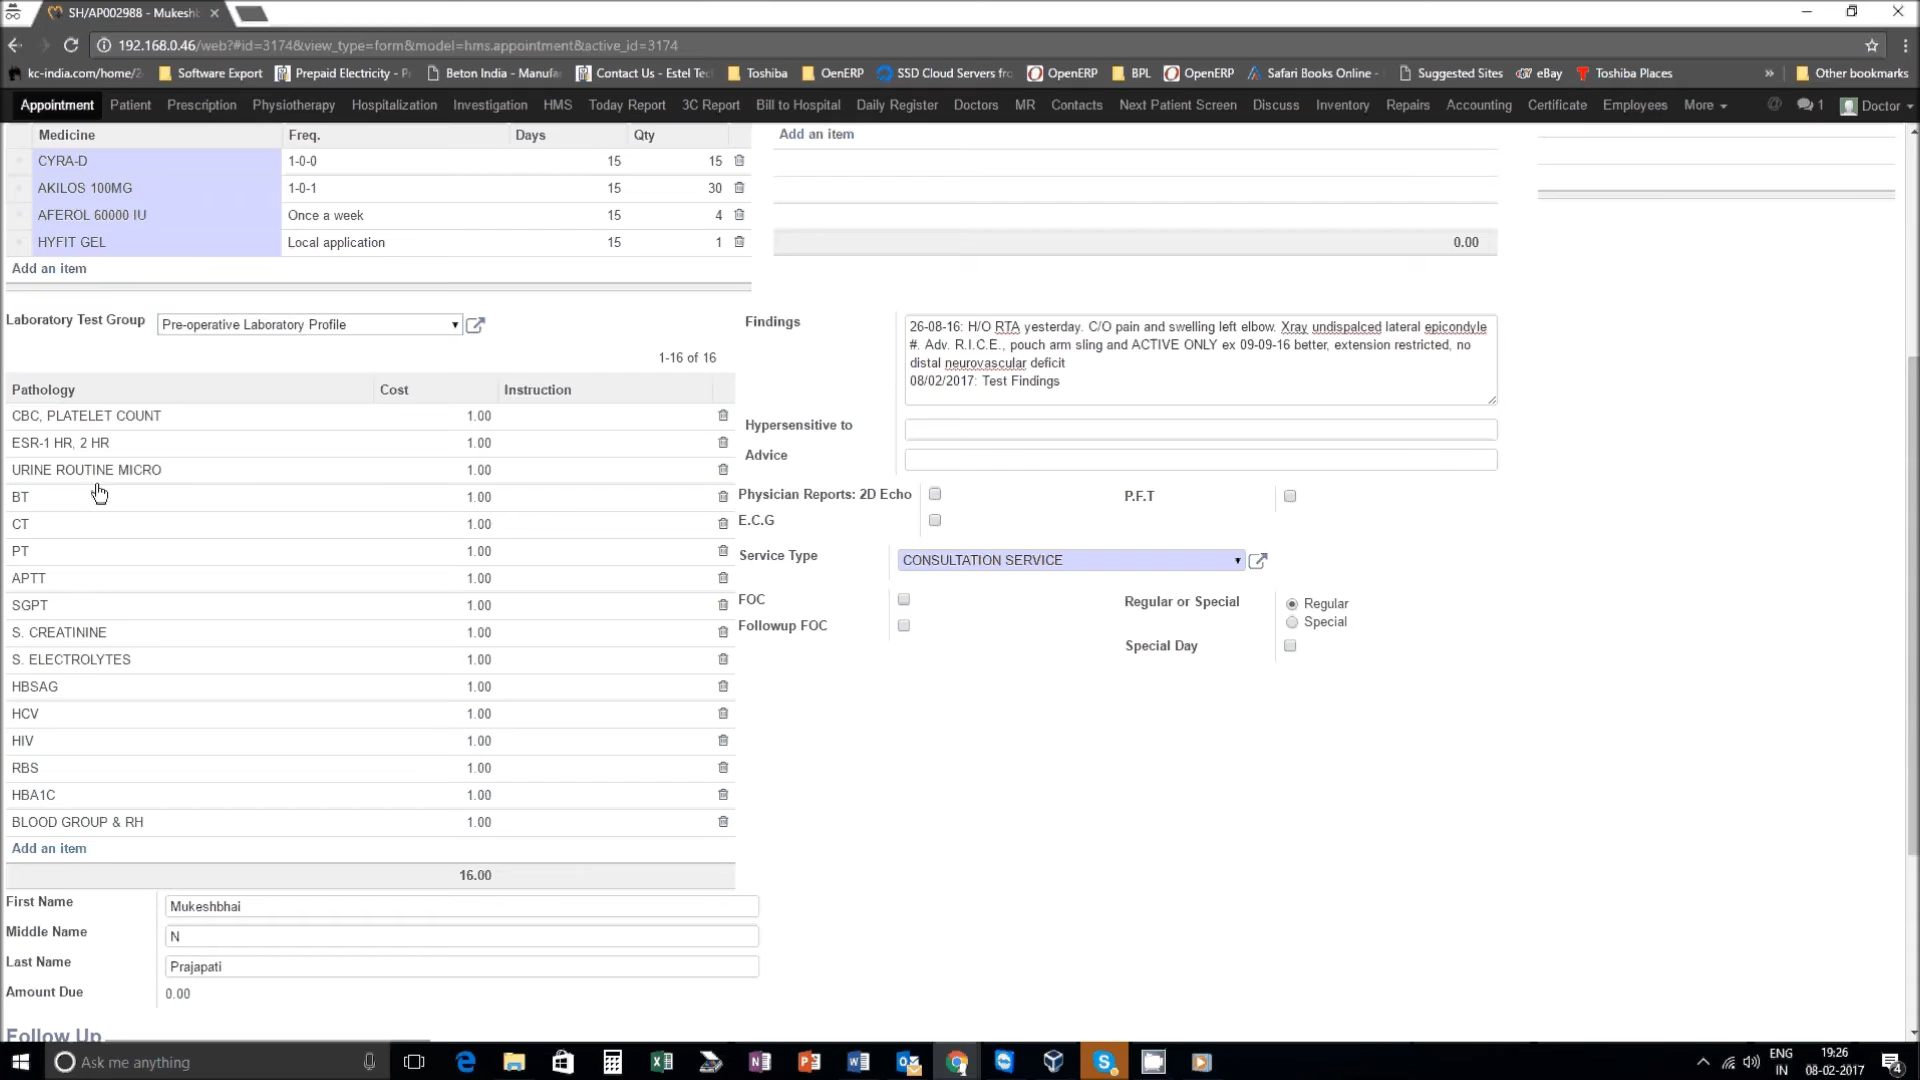 SH/AP002988 - Mukeshb
192.168.0.46/web?#id=3174&view_type=form&model=hms.appointment&active_id=3174
kc-india.com/home/2 Software Export Prepaid Electricity - P Beton India - Manufa Contact Us - Estel Te Toshiba OenERP SSD Cloud Servers fr OpenERP BPL OpenERP Safari Books Online - Suggested Sites eBay Toshiba Places » Other bookmarks
Appointment Patient Prescription Physiotherapy Hospitalization Investigation HMS Today Report 3C Report Bill to Hospital Daily Register Doctors MR Contacts Next Patient Screen Discuss Inventory Repairs Accounting Certificate Employees More @ 1 Doctor
Medicine Freq. Days Qty
Add an item
CYRA-D 1-0-0 15 15
AKILOS 100MG 1-0-1 15 30
AFEROL 60000 IU Once a week 15 4
HYFIT GEL Local application 15 1
0.00
Add an item
Laboratory Test Group Pre-operative Laboratory Profile
1-16 of 16
Pathology Cost Instruction
CBC, PLATELET COUNT 1.00
ESR-1 HR, 2 HR 1.00
URINE ROUTINE MICRO 1.00
BT 1.00
CT 1.00
PT 1.00
APTT 1.00
SGPT 1.00
S. CREATININE 1.00
S. ELECTROLYTES 1.00
HBSAG 1.00
HCV 1.00
HIV 1.00
RBS 1.00
HBA1C 1.00
BLOOD GROUP & RH 1.00
Add an item
16.00
Findings
26-08-16: H/O RTA yesterday. C/O pain and swelling left elbow. Xray undispalced lateral epicondyle
#. Adv. R.I.C.E., pouch arm sling and ACTIVE ONLY ex 09-09-16 better, extension restricted, no
distal neurovascular deficit
08/02/2017: Test Findings
Hypersensitive to
Advice
Physician Reports: 2D Echo P.F.T
E.C.G
Service Type CONSULTATION SERVICE
FOC Regular or Special Regular
Special
Followup FOC
Special Day
First Name Mukeshbhai
Middle Name N
Last Name Prajapati
Amount Due 0.00
Follow Up
Ask me anything
ENG
IN
19:26
08-02-2017
4